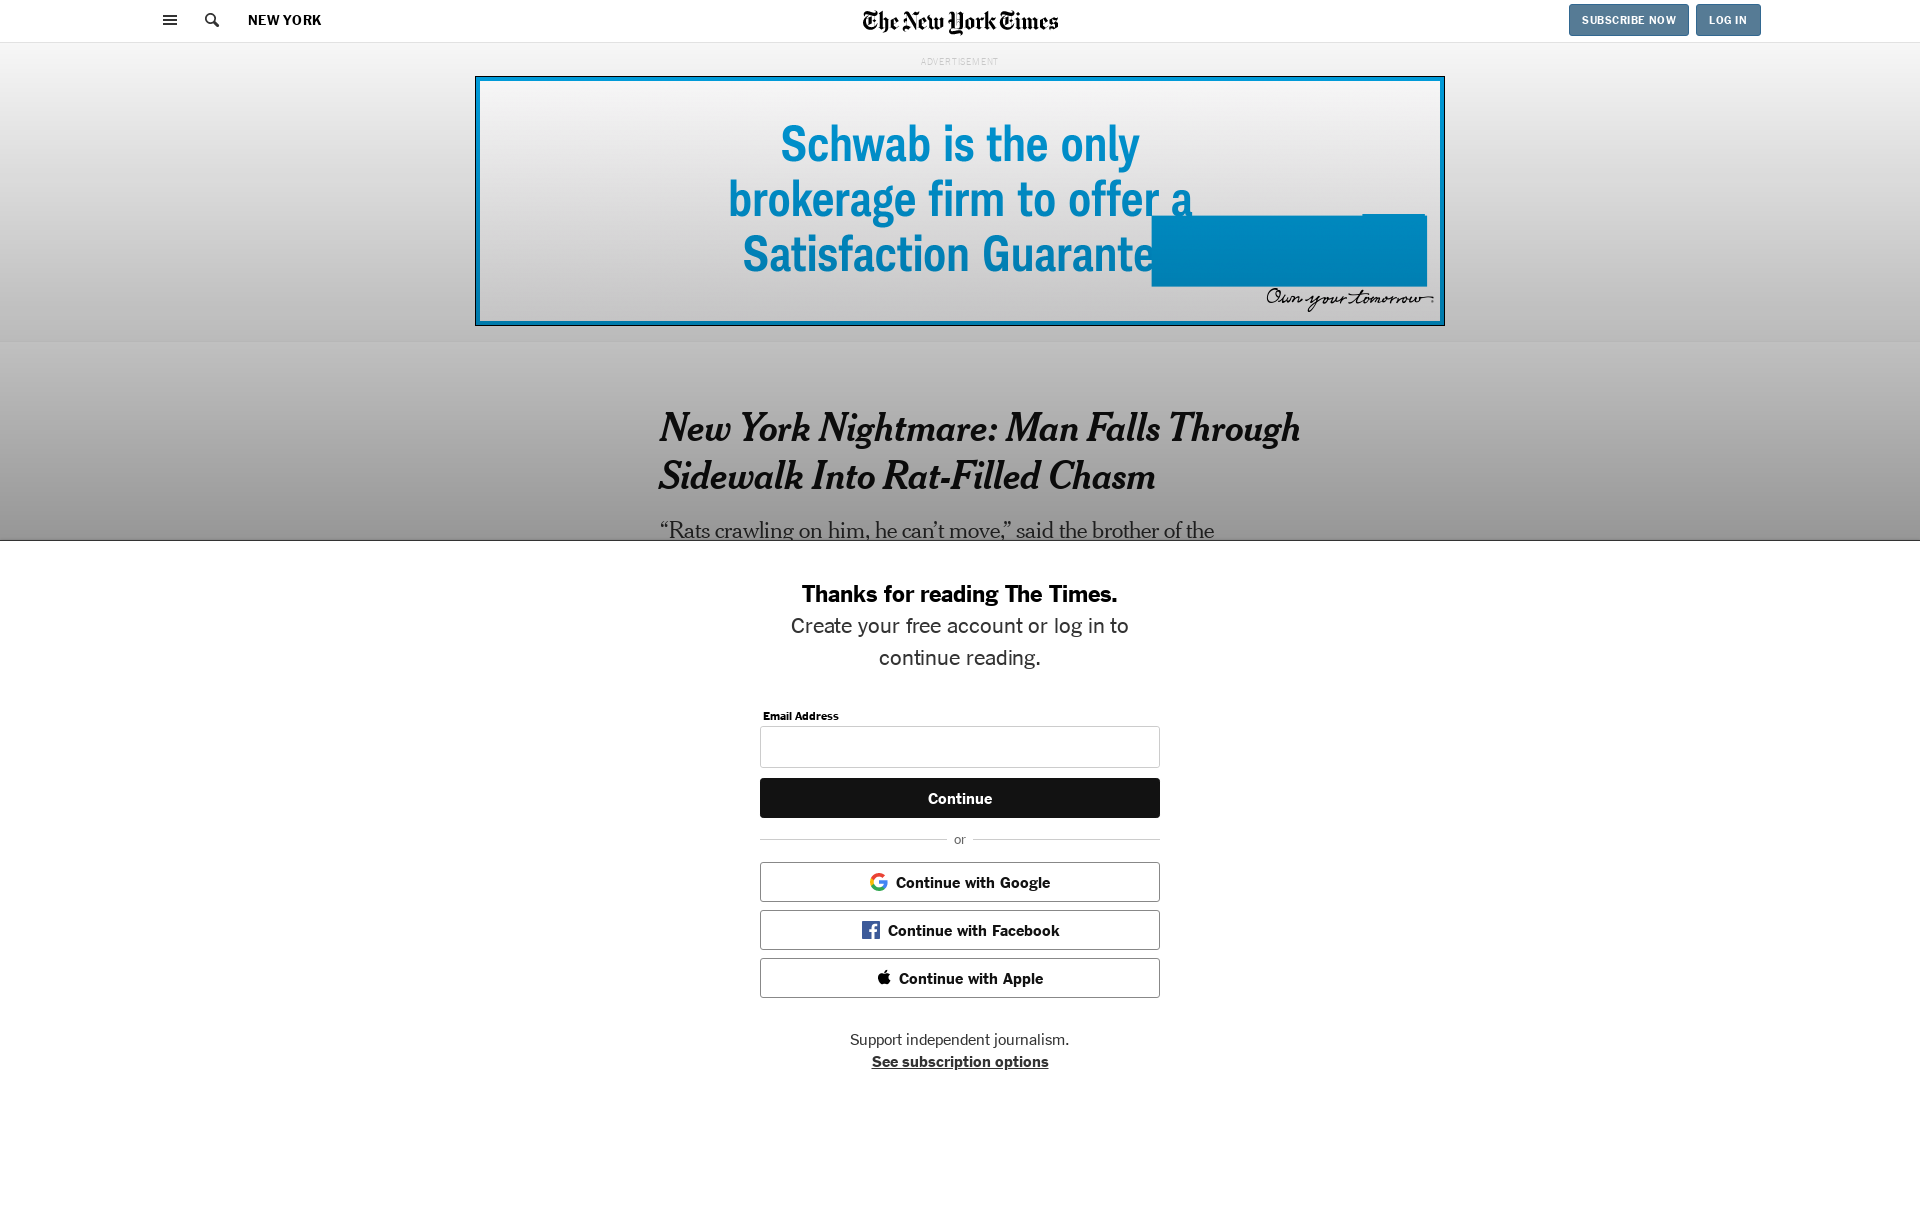 NEW YORK
The New York Times
SUBSCRIBE NOW
LOG IN
ADVERTISEMENT
Schwab is the only
brokerage firm to offer a
Satisfaction Guarante
Own your tomorrow
New York Nightmare: Man Falls Through
Sidewalk Into Rat-Filled Chasm
“Rats crawling on him, he can’t move,” said the brother of the
Thanks for reading The Times.
Create your free account or log in to
continue reading.
Email Address
Continue
or
Continue with Google
Continue with Facebook
Continue with Apple
Support independent journalism.
See subscription options